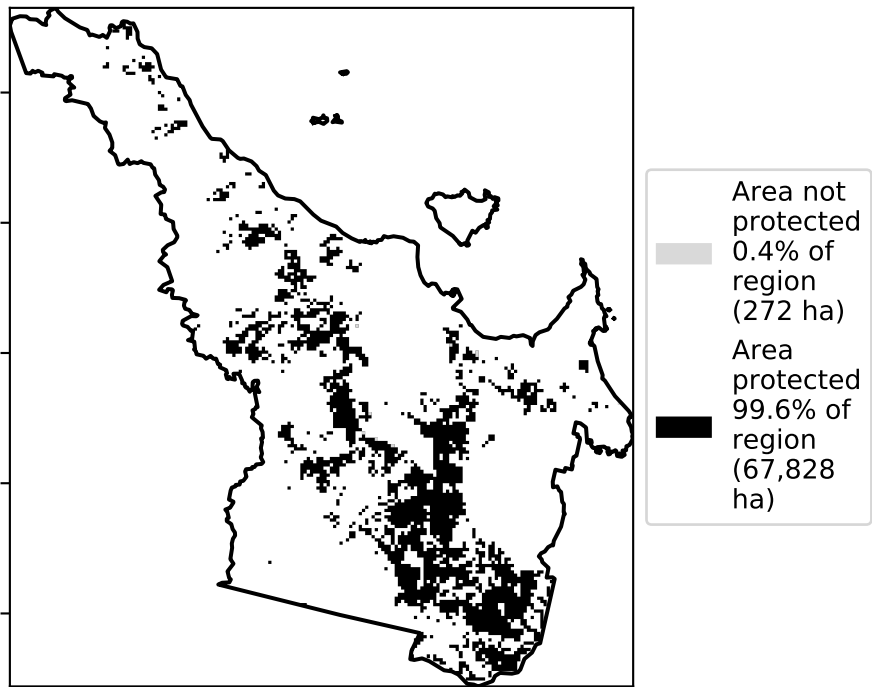 Area not
protected
0.4% of
region
(272 ha)
Area
protected
99.6% of
region
(67,828
ha)